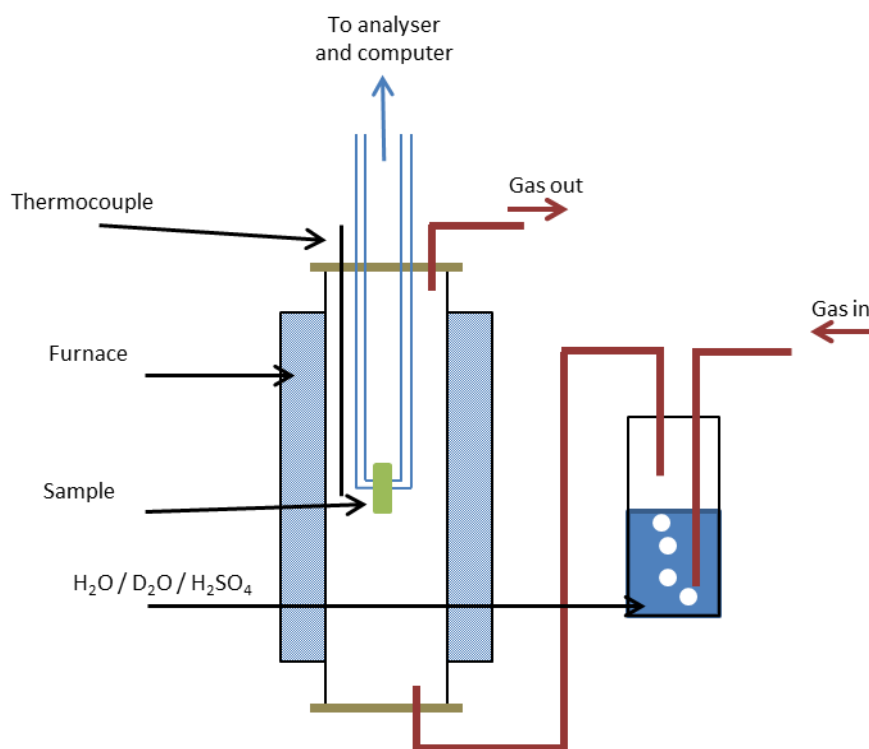 To analyser
and computer
Gas out
Thermocouple
Gas in
Furnace
Sample
H₂O / D₂O / H₂SO₄